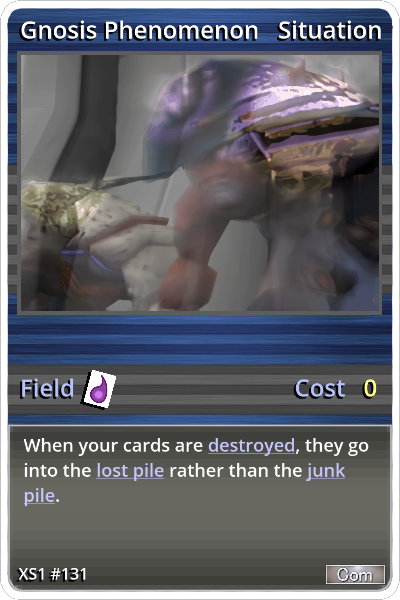 Gnosis Phenomenon Situation
Field Cost 0
When your cards are destroyed, they go
into the lost pile rather than the junk
pile.
XS1 #131 Com